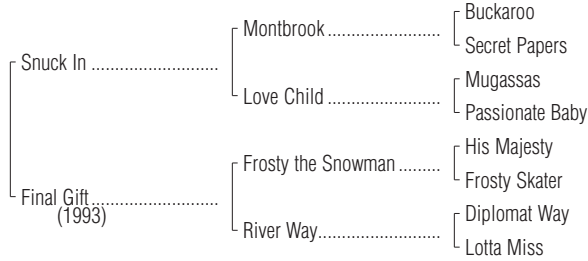 Buckaroo
Montbrook ..........................
Secret Papers
Snuck In .............................
Mugassas
Love Child ..........................
Passionate Baby
His Majesty
Frosty the Snowman .........
Frosty Skater
Final Gift.............................
(1993)
Diplomat Way
River Way............................
Lotta Miss